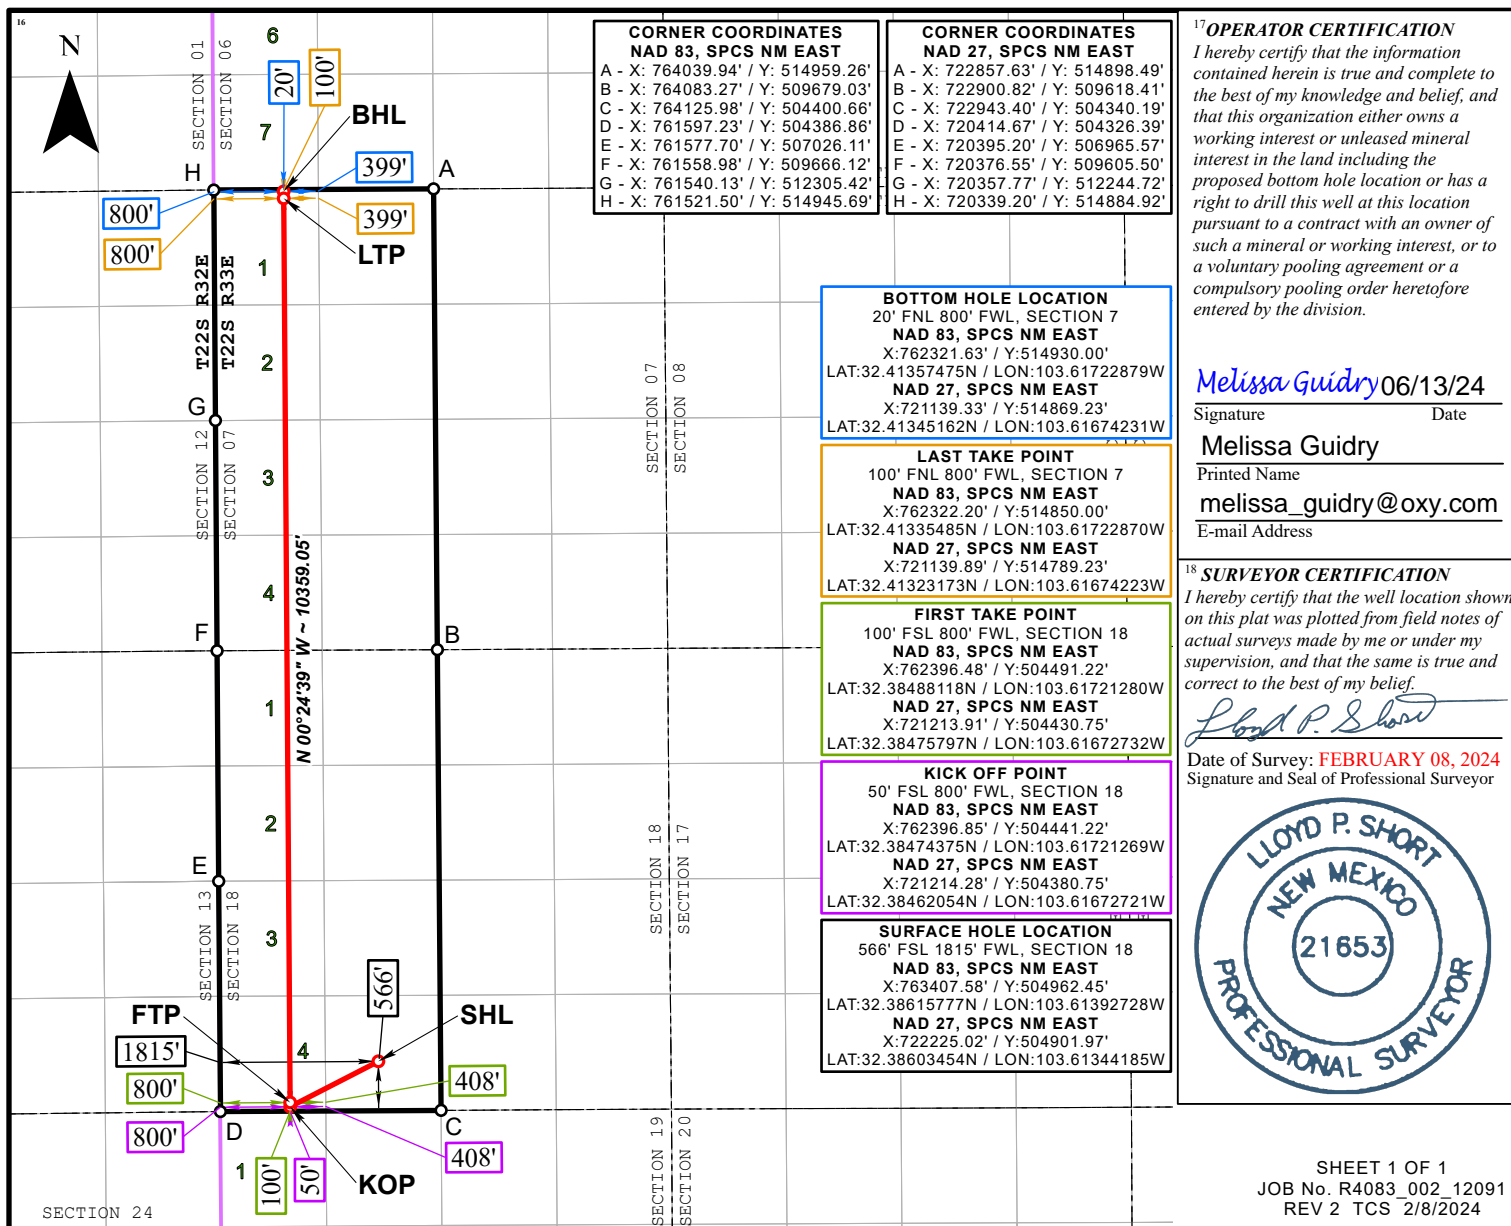 16
N
SECTION 01
SECTION 06
6
7
20'
100'
BHL
399'
H
A
800'
399'
800'
LTP
T22S R32E
T22S R33E
1
2
G
SECTION 12
SECTION 07
3
N 00°24'39" W ~ 10359.05'
4
F
B
1
2
E
SECTION 13
SECTION 18
3
566'
FTP
SHL
1815'
4
800'
408'
D
C
800'
408'
1
100'
50'
KOP
SECTION 24
SECTION 07
SECTION 08
SECTION 18
SECTION 17
SECTION 19
SECTION 20
CORNER COORDINATES
NAD 83, SPCS NM EAST
A - X: 764039.94' / Y: 514959.26'
B - X: 764083.27' / Y: 509679.03'
C - X: 764125.98' / Y: 504400.66'
D - X: 761597.23' / Y: 504386.86'
E - X: 761577.70' / Y: 507026.11'
F - X: 761558.98' / Y: 509666.12'
G - X: 761540.13' / Y: 512305.42'
H - X: 761521.50' / Y: 514945.69'
CORNER COORDINATES
NAD 27, SPCS NM EAST
A - X: 722857.63' / Y: 514898.49'
B - X: 722900.82' / Y: 509618.41'
C - X: 722943.40' / Y: 504340.19'
D - X: 720414.67' / Y: 504326.39'
E - X: 720395.20' / Y: 506965.57'
F - X: 720376.55' / Y: 509605.50'
G - X: 720357.77' / Y: 512244.72'
H - X: 720339.20' / Y: 514884.92'
BOTTOM HOLE LOCATION
20' FNL 800' FWL, SECTION 7
NAD 83, SPCS NM EAST
X:762321.63' / Y:514930.00'
LAT:32.41357475N / LON:103.61722879W
NAD 27, SPCS NM EAST
X:721139.33' / Y:514869.23'
LAT:32.41345162N / LON:103.61674231W
LAST TAKE POINT
100' FNL 800' FWL, SECTION 7
NAD 83, SPCS NM EAST
X:762322.20' / Y:514850.00'
LAT:32.41335485N / LON:103.61722870W
NAD 27, SPCS NM EAST
X:721139.89' / Y:514789.23'
LAT:32.41323173N / LON:103.61674223W
FIRST TAKE POINT
100' FSL 800' FWL, SECTION 18
NAD 83, SPCS NM EAST
X:762396.48' / Y:504491.22'
LAT:32.38488118N / LON:103.61721280W
NAD 27, SPCS NM EAST
X:721213.91' / Y:504430.75'
LAT:32.38475797N / LON:103.61672732W
KICK OFF POINT
50' FSL 800' FWL, SECTION 18
NAD 83, SPCS NM EAST
X:762396.85' / Y:504441.22'
LAT:32.38474375N / LON:103.61721269W
NAD 27, SPCS NM EAST
X:721214.28' / Y:504380.75'
LAT:32.38462054N / LON:103.61672721W
SURFACE HOLE LOCATION
566' FSL 1815' FWL, SECTION 18
NAD 83, SPCS NM EAST
X:763407.58' / Y:504962.45'
LAT:32.38615777N / LON:103.61392728W
NAD 27, SPCS NM EAST
X:722225.02' / Y:504901.97'
LAT:32.38603454N / LON:103.61344185W
17 OPERATOR CERTIFICATION
I hereby certify that the information
contained herein is true and complete to
the best of my knowledge and belief, and
that this organization either owns a
working interest or unleased mineral
interest in the land including the
proposed bottom hole location or has a
right to drill this well at this location
pursuant to a contract with an owner of
such a mineral or working interest, or to
a voluntary pooling agreement or a
compulsory pooling order heretofore
entered by the division.
Melissa Guidry 06/13/24
Signature Date
Melissa Guidry
Printed Name
melissa_guidry@oxy.com
E-mail Address
18 SURVEYOR CERTIFICATION
I hereby certify that the well location shown
on this plat was plotted from field notes of
actual surveys made by me or under my
supervision, and that the same is true and
correct to the best of my belief.
Lloyd P. Short
Date of Survey: FEBRUARY 08, 2024
Signature and Seal of Professional Surveyor
LLOYD P. SHORT
NEW MEXICO
21653
PROFESSIONAL SURVEYOR
SHEET 1 OF 1
JOB No. R4083_002_12091
REV 2 TCS 2/8/2024